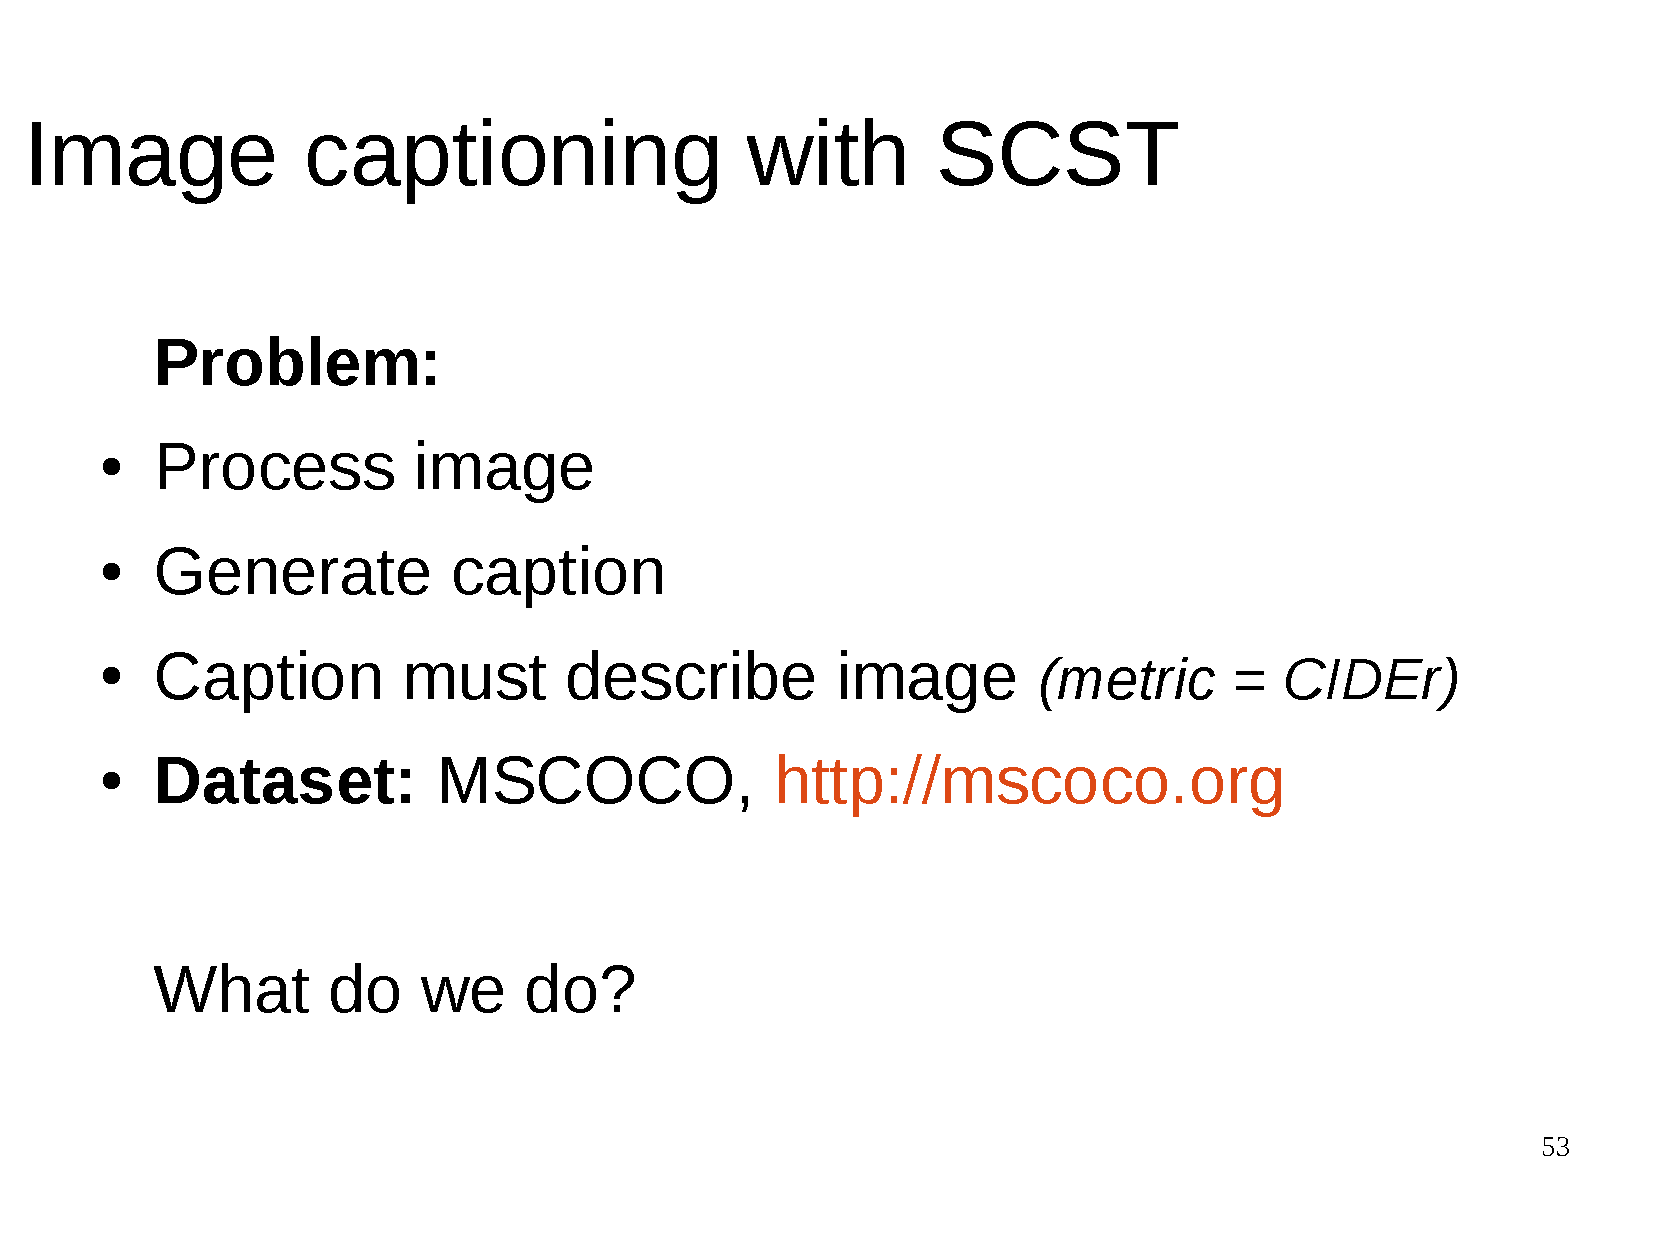 Image captioning with SCST
Problem:
• Process image
• Generate caption
• Caption must describe image (metric = CIDEr)
• Dataset: MSCOCO, http://mscoco.org
What do we do?
53